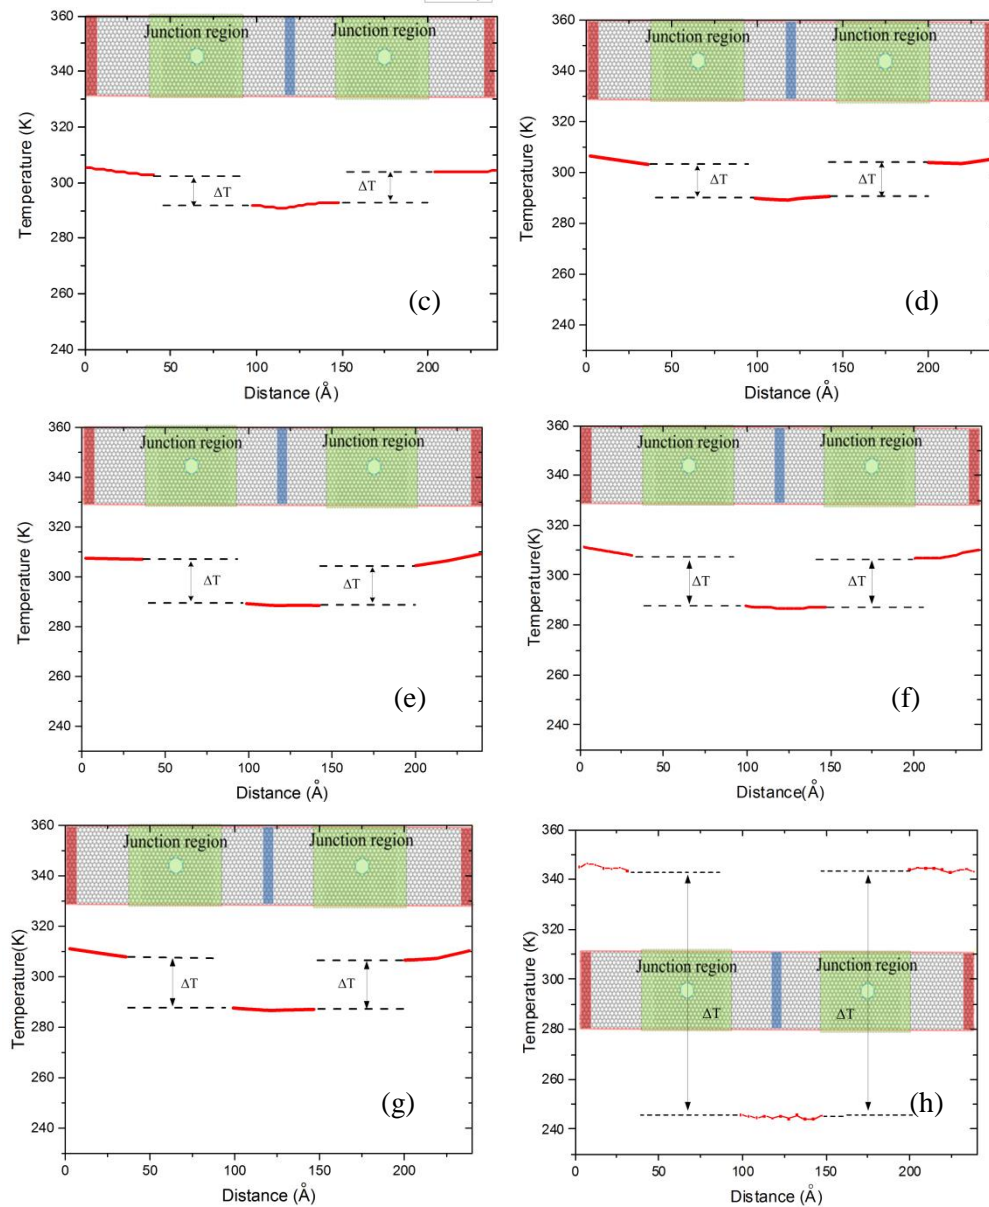 360
340
320
300
280
260
240
Temperature (K)
Junction region Junction region
ΔT ΔT
(c)
0 50 100 150 200
Distance (Å)
360
340
320
300
280
260
240
Temperature (K)
Junction region Junction region
ΔT ΔT
(d)
0 50 100 150 200
Distance (Å)
360
340
320
300
280
260
240
Temperature (K)
Junction region Junction region
ΔT ΔT
(e)
0 50 100 150 200
Distance (Å)
360
340
320
300
280
260
240
Temperature(K)
Junction region Junction region
ΔT ΔT
(f)
0 50 100 150 200
Distance(Å)
360
340
320
300
280
260
240
Temperature(K)
Junction region Junction region
ΔT ΔT
(g)
0 50 100 150 200
Distance (Å)
360
340
320
300
280
260
240
Temperature (K)
Junction region Junction region
ΔT ΔT
(h)
0 50 100 150 200
Distance (Å)